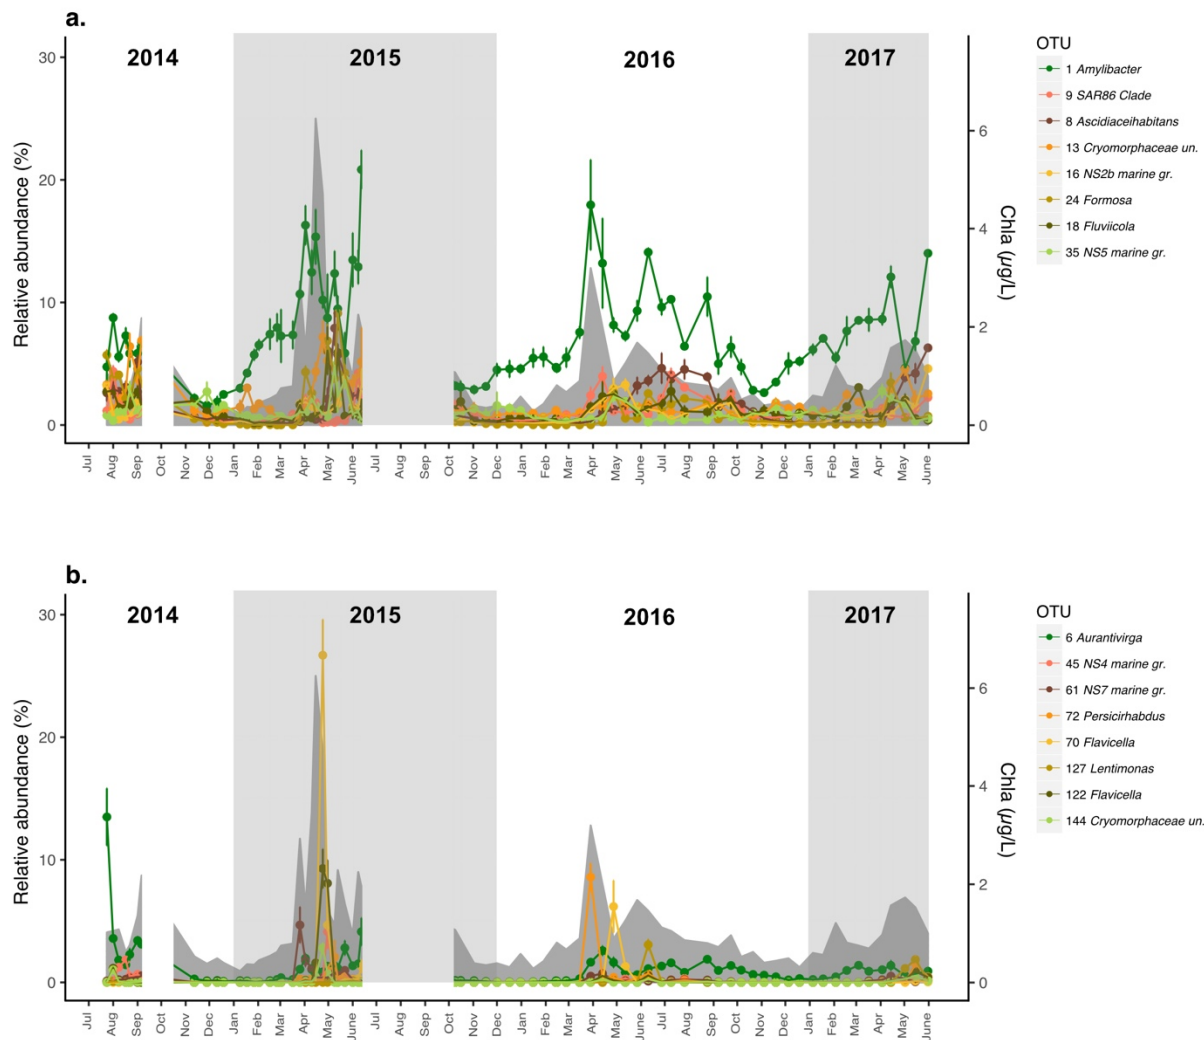 a.
2014 2015 2016 2017
30
20
10
0
Relative abundance (%)
6
4
2
0
Chla (µg/L)
Jul Aug Sep Oct Nov Dec Jan Feb Mar Apr May June Jul Aug Sep Oct Nov Dec Jan Feb Mar Apr May June Jul Aug Sep Oct Nov Dec Jan Feb Mar Apr May June
OTU
1 Amylibacter
9 SAR86 Clade
8 Ascidiaceihabitans
13 Cryomorphaceae un.
16 NS2b marine gr.
24 Formosa
18 Fluviicola
35 NS5 marine gr.
b.
2014 2015 2016 2017
30
20
10
0
Relative abundance (%)
6
4
2
0
Chla (µg/L)
Jul Aug Sep Oct Nov Dec Jan Feb Mar Apr May June Jul Aug Sep Oct Nov Dec Jan Feb Mar Apr May June Jul Aug Sep Oct Nov Dec Jan Feb Mar Apr May June
OTU
6 Aurantivirga
45 NS4 marine gr.
61 NS7 marine gr.
72 Persicirhabdus
70 Flavicella
127 Lentimonas
122 Flavicella
144 Cryomorphaceae un.